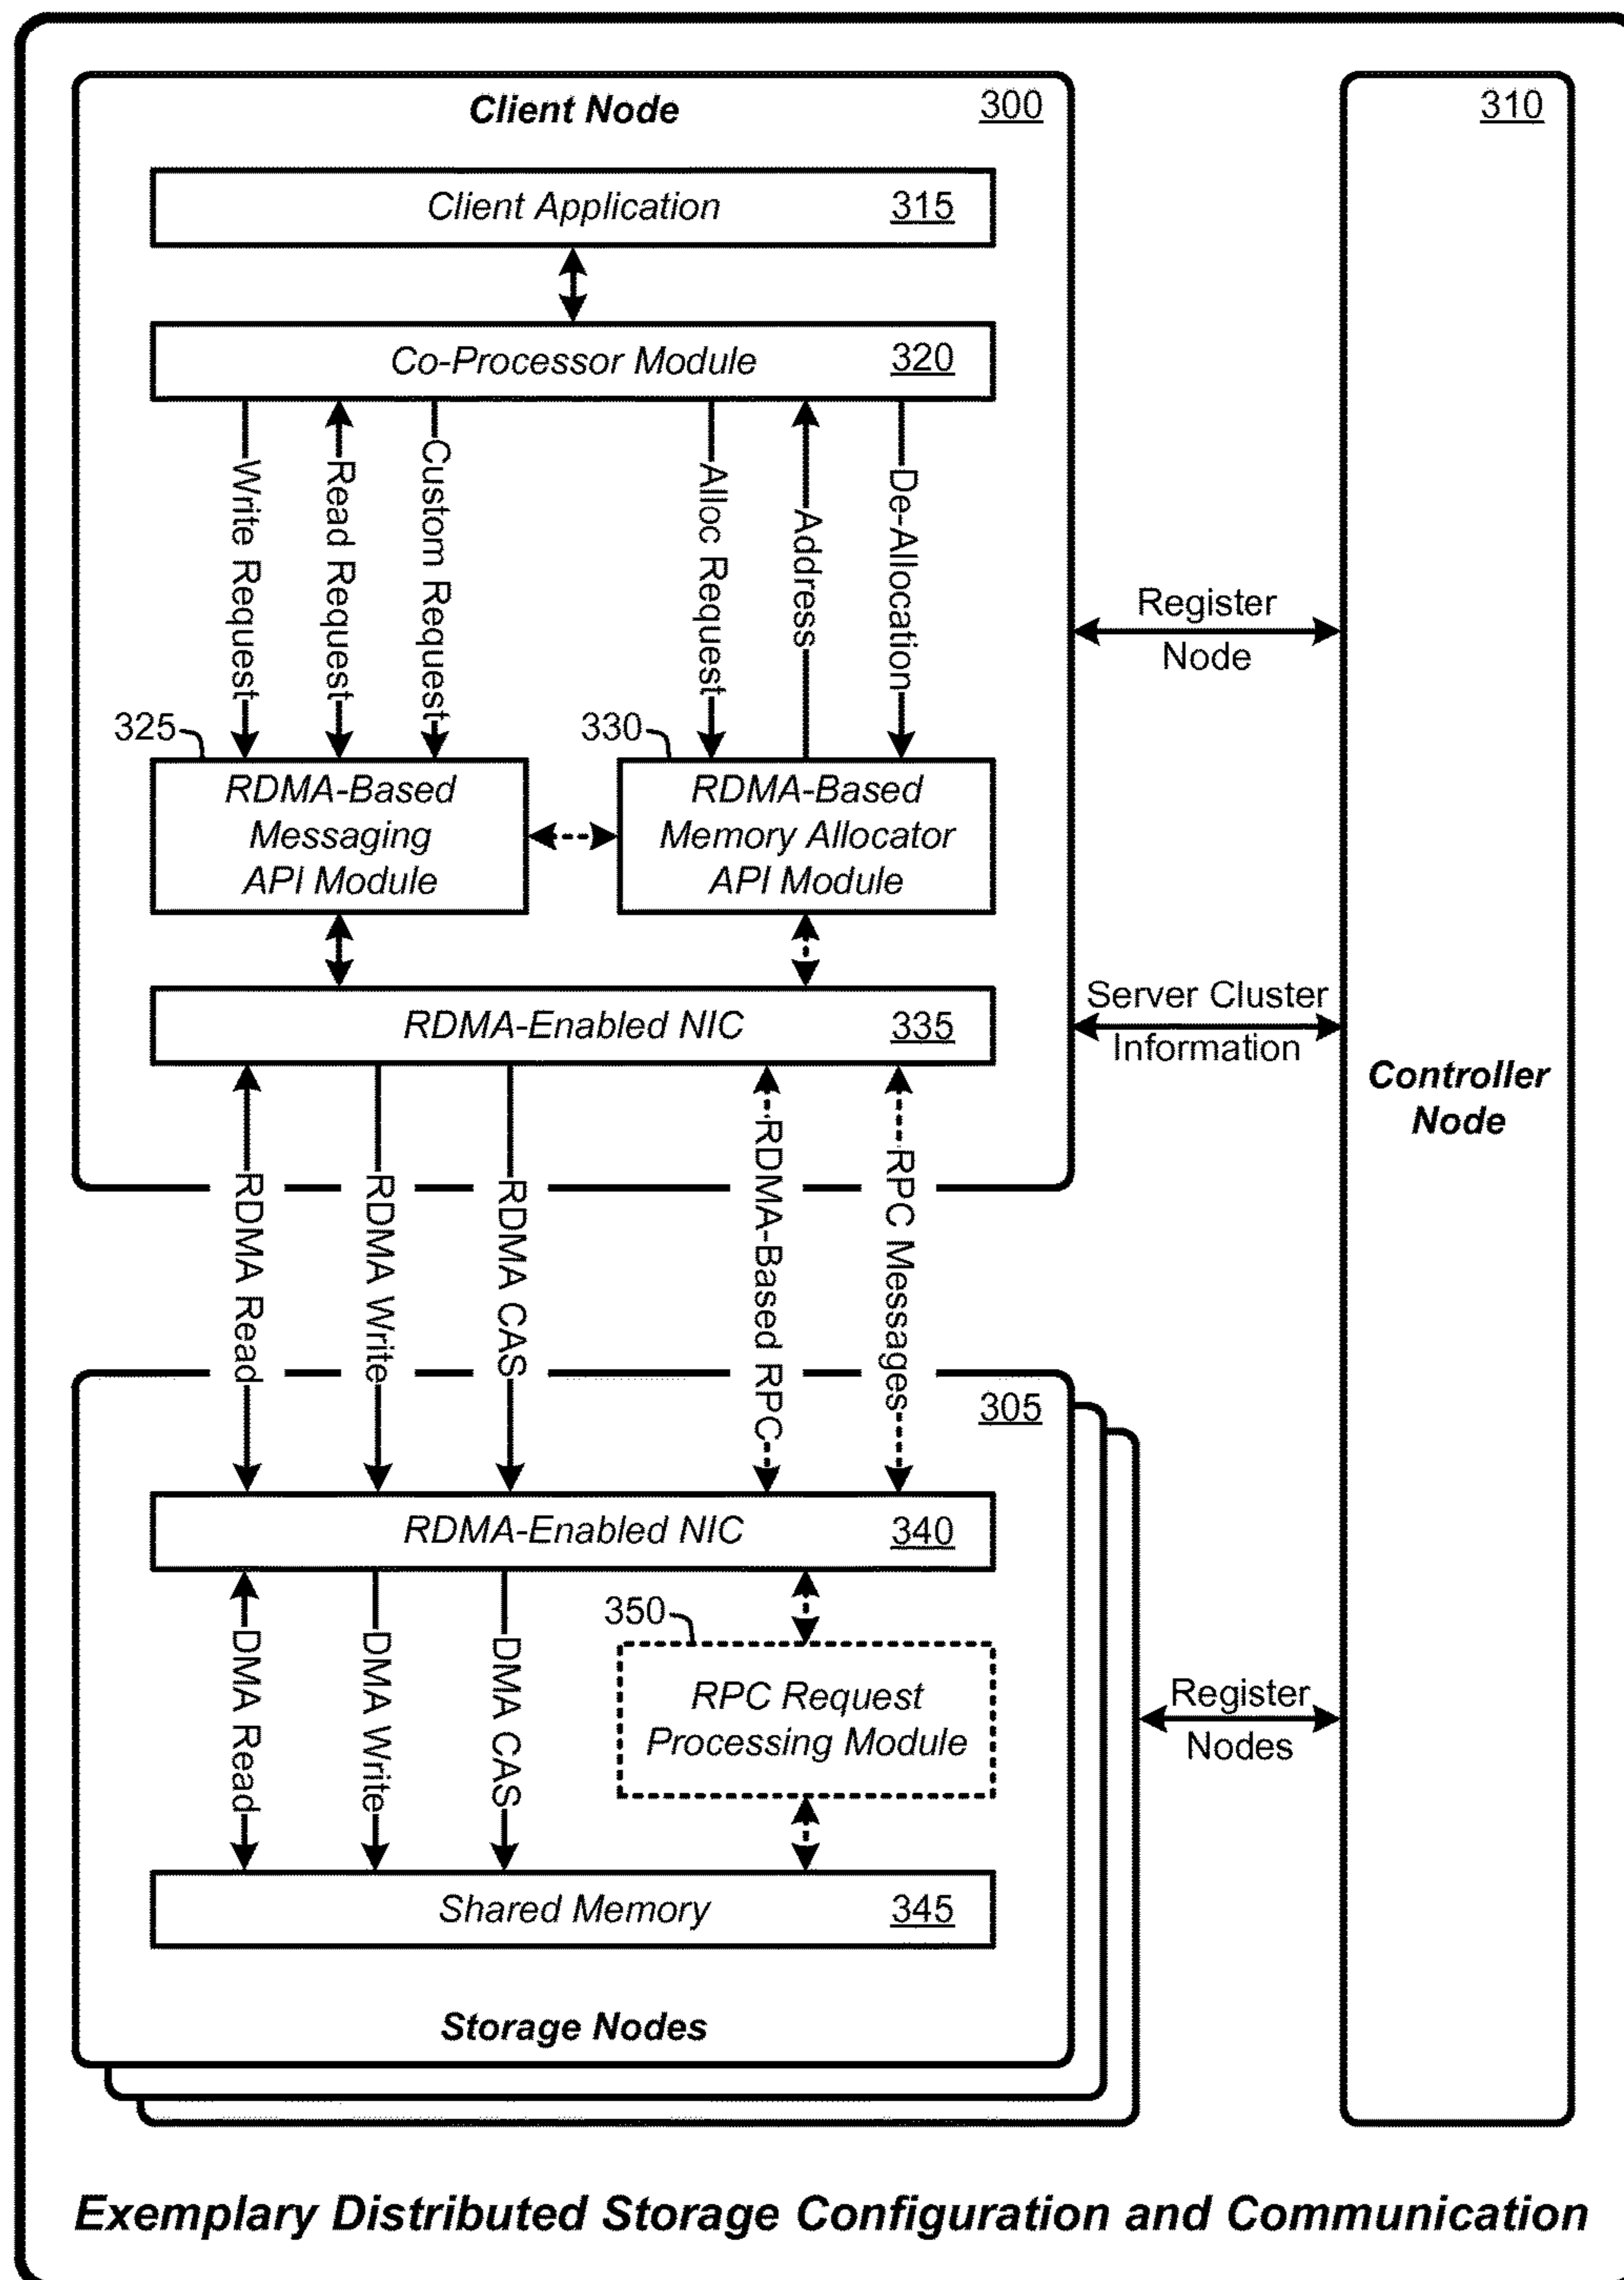 Client Node
300
310
Client Application
315
Co-Processor Module
320
Write Request
Read Request
Custom Request
Alloc Request
Address
De-Allocation
Register
Node
325
330
RDMA-Based
Messaging
API Module
RDMA-Based
Memory Allocator
API Module
RDMA-Enabled NIC
335
Server Cluster
Information
Controller
Node
RDMA Read
RDMA Write
RDMA CAS
RDMA-Based RPC
RPC Messages
305
RDMA-Enabled NIC
340
DMA Read
DMA Write
DMA CAS
350
RPC Request
Processing Module
Register
Nodes
Shared Memory
345
Storage Nodes
Exemplary Distributed Storage Configuration and Communication